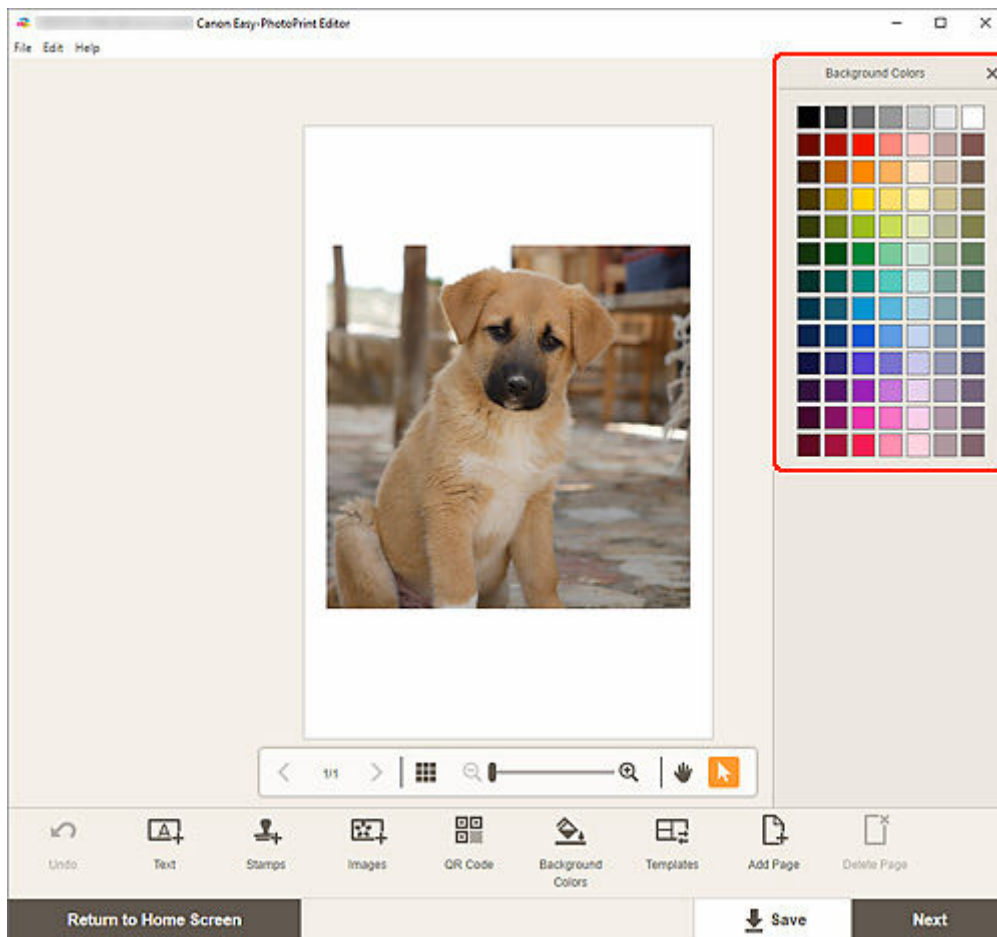 Canon Easy-PhotoPrint Editor
File Edit Help
Background Colors
1/1
Undo
Text
Stamps
Images
QR Code
Background
Colors
Templates
Add Page
Delete Page
Return to Home Screen
Save
Next